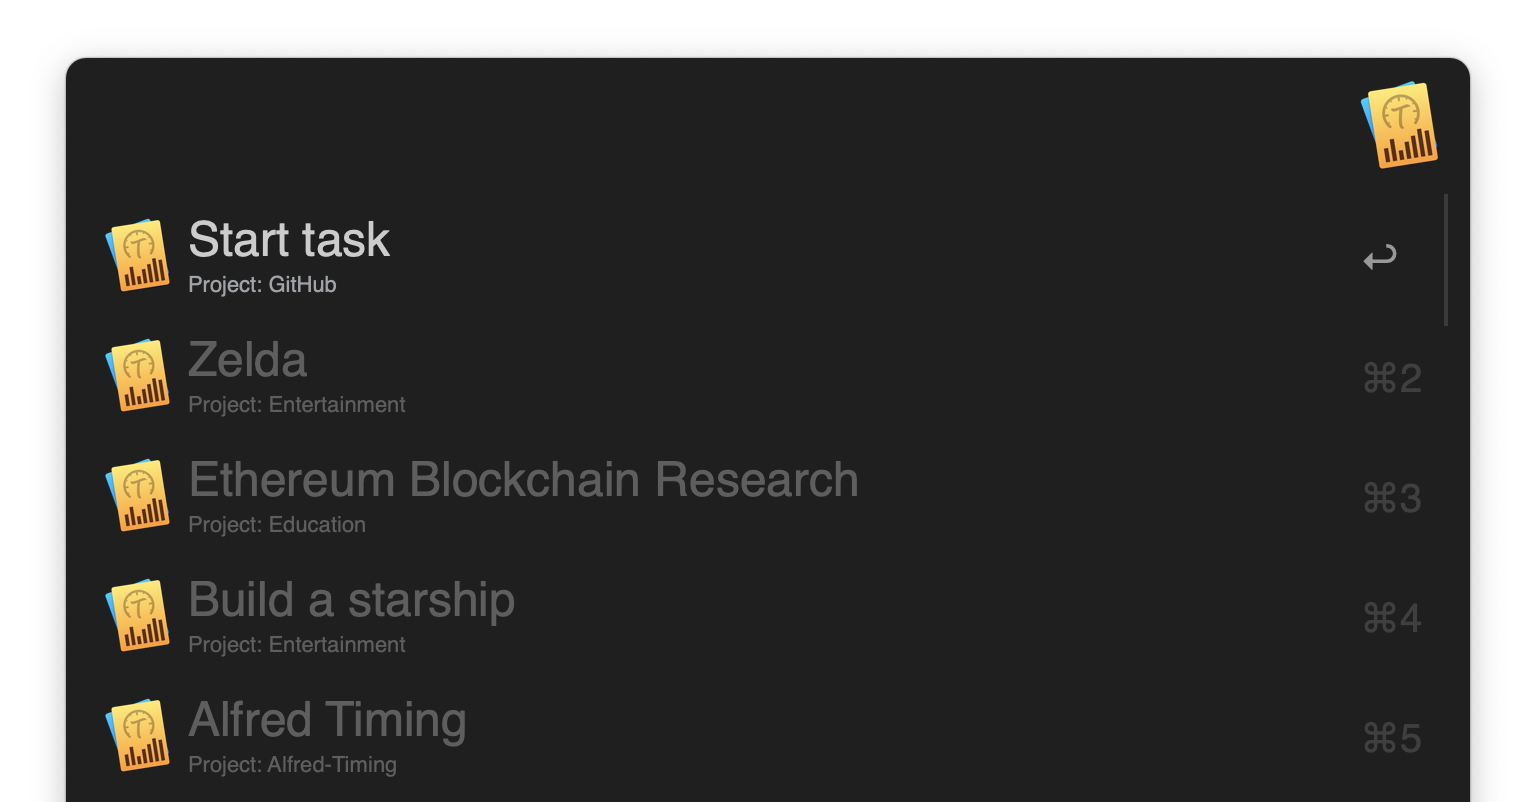 Start task
Project: GitHub
Zelda
Project: Entertainment
⌘2
Ethereum Blockchain Research
Project: Education
⌘3
Build a starship
Project: Entertainment
⌘4
Alfred Timing
Project: Alfred-Timing
⌘5